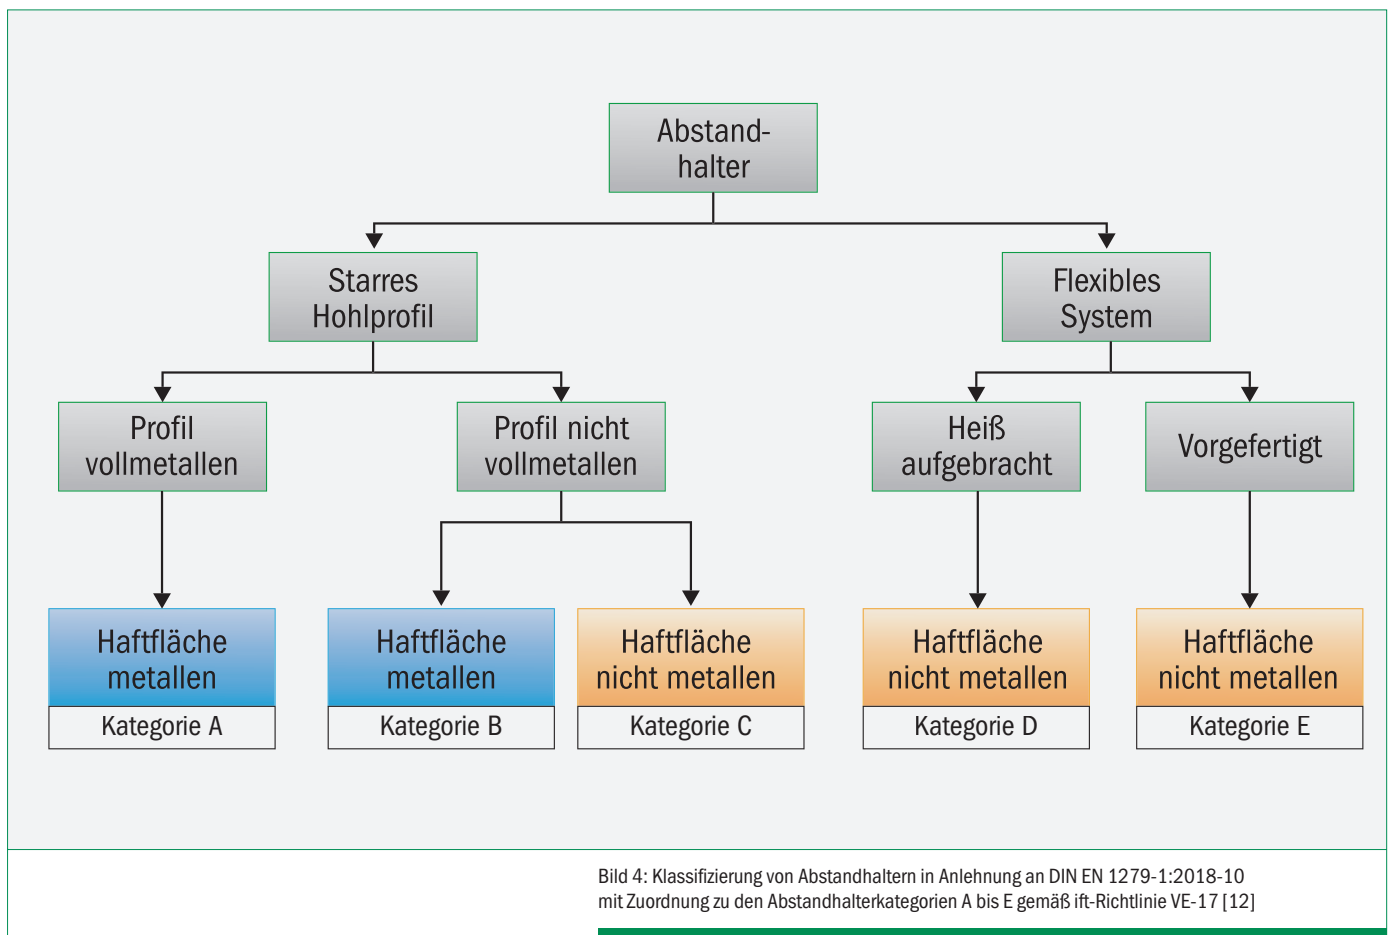 Abstand-
halter
Starres
Hohlprofil
Flexibles
System
Profil
vollmetallen
Profil nicht
vollmetallen
Heiß
aufgebracht
Vorgefertigt
Haftfläche
metallen
Kategorie A
Haftfläche
metallen
Kategorie B
Haftfläche
nicht metallen
Kategorie C
Haftfläche
nicht metallen
Kategorie D
Haftfläche
nicht metallen
Kategorie E
Bild 4: Klassifizierung von Abstandhaltern in Anlehnung an DIN EN 1279-1:2018-10
mit Zuordnung zu den Abstandhalterkategorien A bis E gemäß ift-Richtlinie VE-17 [12]